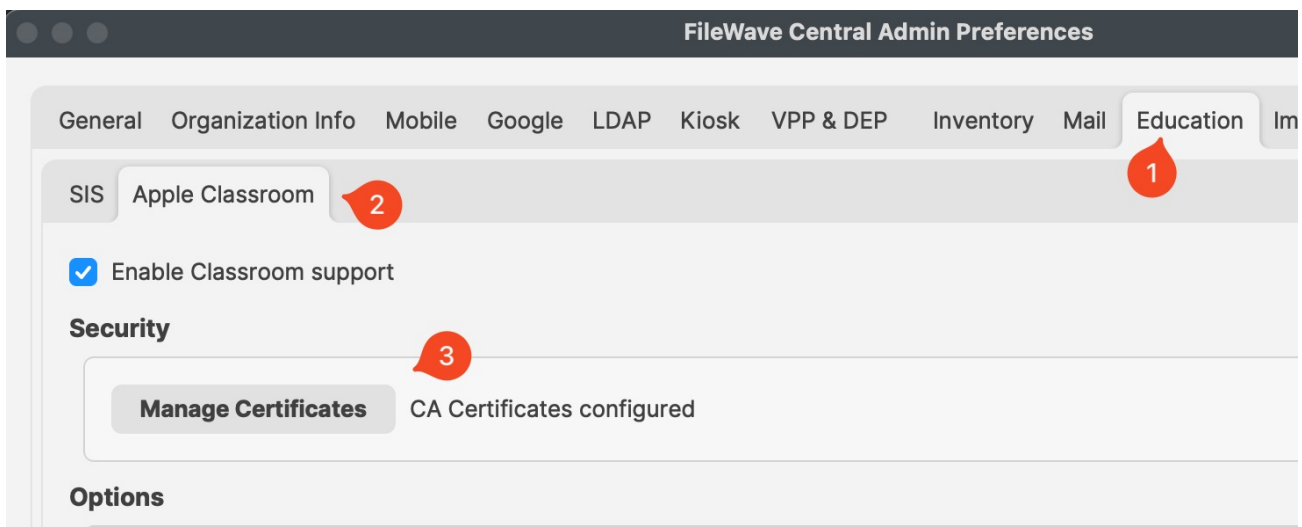 FileWave Central Admin Preferences
General Organization Info Mobile Google LDAP Kiosk VPP & DEP Inventory Mail Education Im
1
SIS Apple Classroom
2
Enable Classroom support
Security
3
Manage Certificates CA Certificates configured
Options